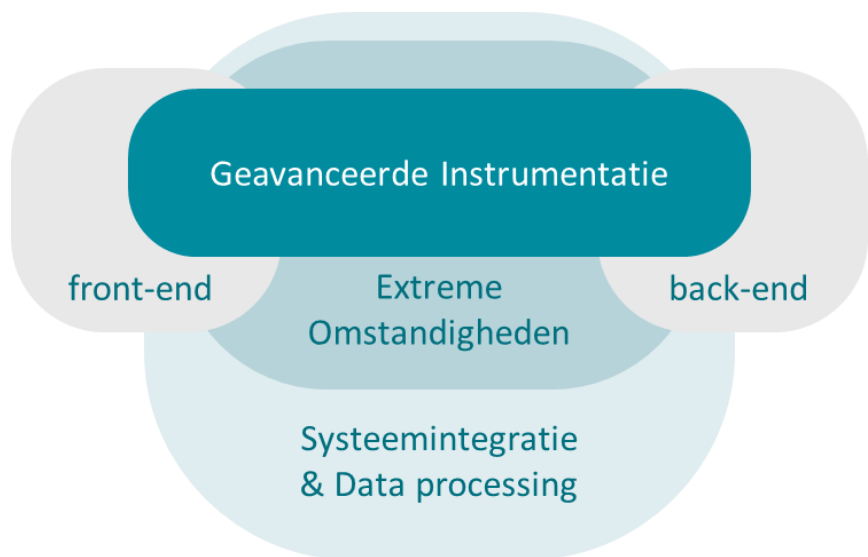 Geavanceerde Instrumentatie
front-end
Extreme
Omstandigheden
back-end
Systeemintegratie
& Data processing